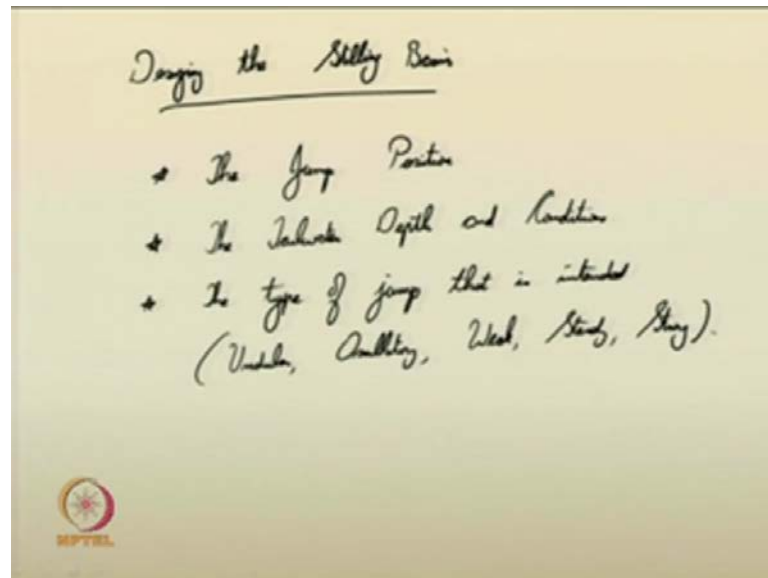 Designing the Stilling Basin
* The Jump Position
* The Tailwater Depth and Condition
* The type of jump that is intended
(Undular, Oscillatory, Weak, Steady, Strong).
NPTEL